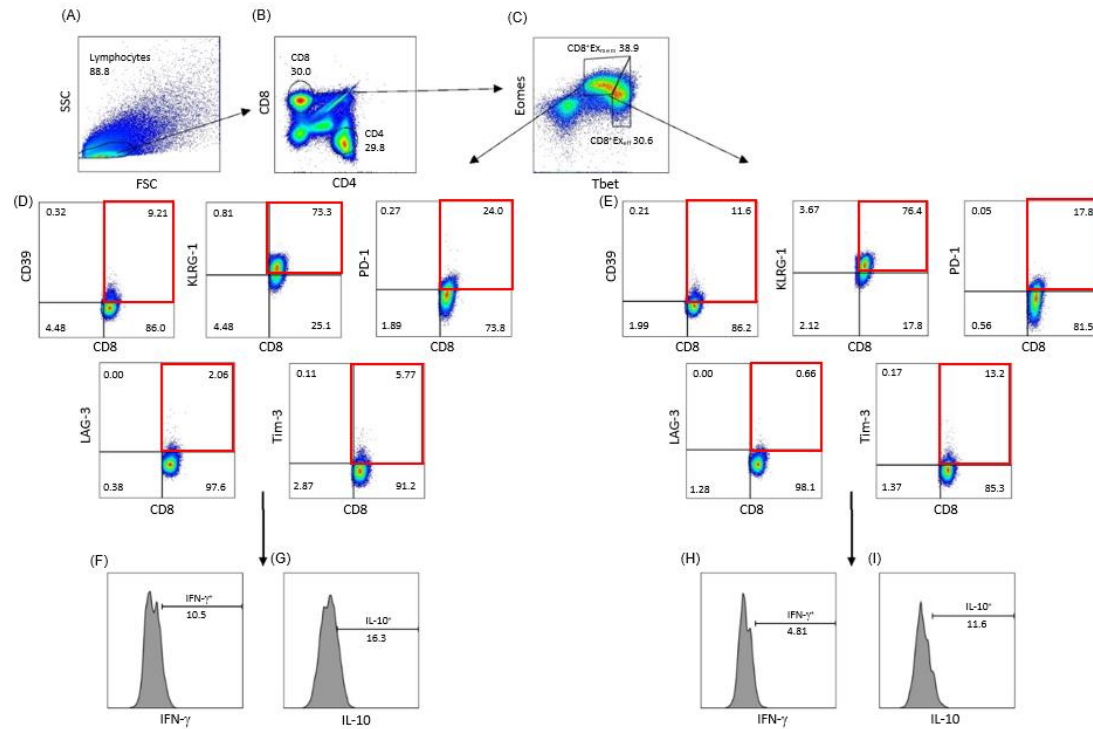 (A)
Lymphocytes
88.8
SSC
FSC
(B)
CD8
30.0
CD4
29.8
CD8
CD4
(C)
CD8⁺Exₘₑₘ 38.9
CD8⁺Exₑff 30.6
Eomes
Tbet
(D)
0.32 9.21
CD39
4.48 86.0
CD8
0.81 73.3
KLRG-1
4.48 25.1
CD8
0.27 24.0
PD-1
1.89 73.8
CD8
0.00 2.06
LAG-3
0.38 97.6
CD8
0.11 5.77
Tim-3
2.87 91.2
CD8
(E)
0.21 11.6
CD39
1.99 86.2
CD8
3.67 76.4
KLRG-1
2.12 17.8
CD8
0.05 17.8
PD-1
0.56 81.5
CD8
0.00 0.66
LAG-3
1.28 98.1
CD8
0.17 13.2
Tim-3
1.37 85.3
CD8
(F)
IFN-γ⁺
10.5
IFN-γ
(G)
IL-10⁺
16.3
IL-10
(H)
IFN-γ⁺
4.81
IFN-γ
(I)
IL-10⁺
11.6
IL-10